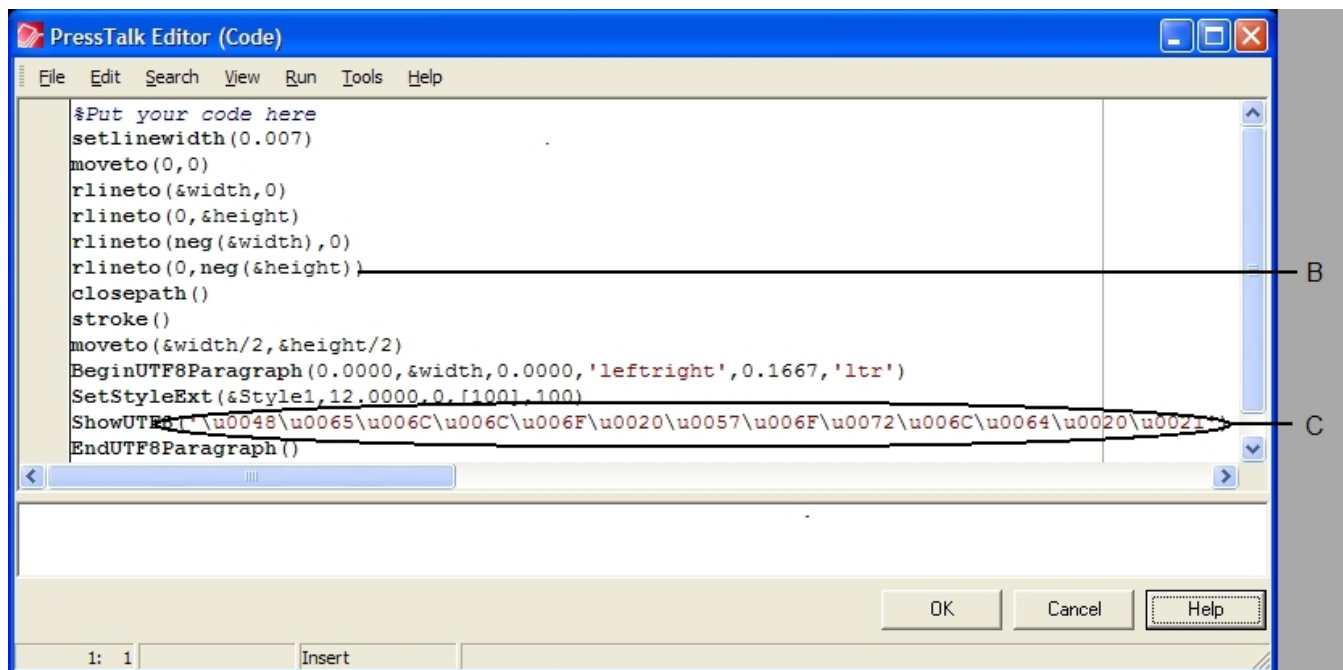 PressTalk Editor (Code)
File Edit Search View Run Tools Help
%Put your code here
setlinewidth(0.007)
moveto(0,0)
rlineto(&width,0)
rlineto(0,&height)
rlineto(neg(&width),0)
rlineto(0,neg(&height))
B
closepath()
stroke()
moveto(&width/2,&height/2)
BeginUTF8Paragraph(0.0000,&width,0.0000,'leftright',0.1667,'ltr')
SetStyleExt(&Style1,12.0000,0,[100],100)
ShowUTF8('\u0048\u0065\u006C\u006C\u006F\u0020\u0057\u006F\u0072\u006C\u0064\u0020\u0021')
C
EndUTF8Paragraph()
OK Cancel Help
1: 1 Insert